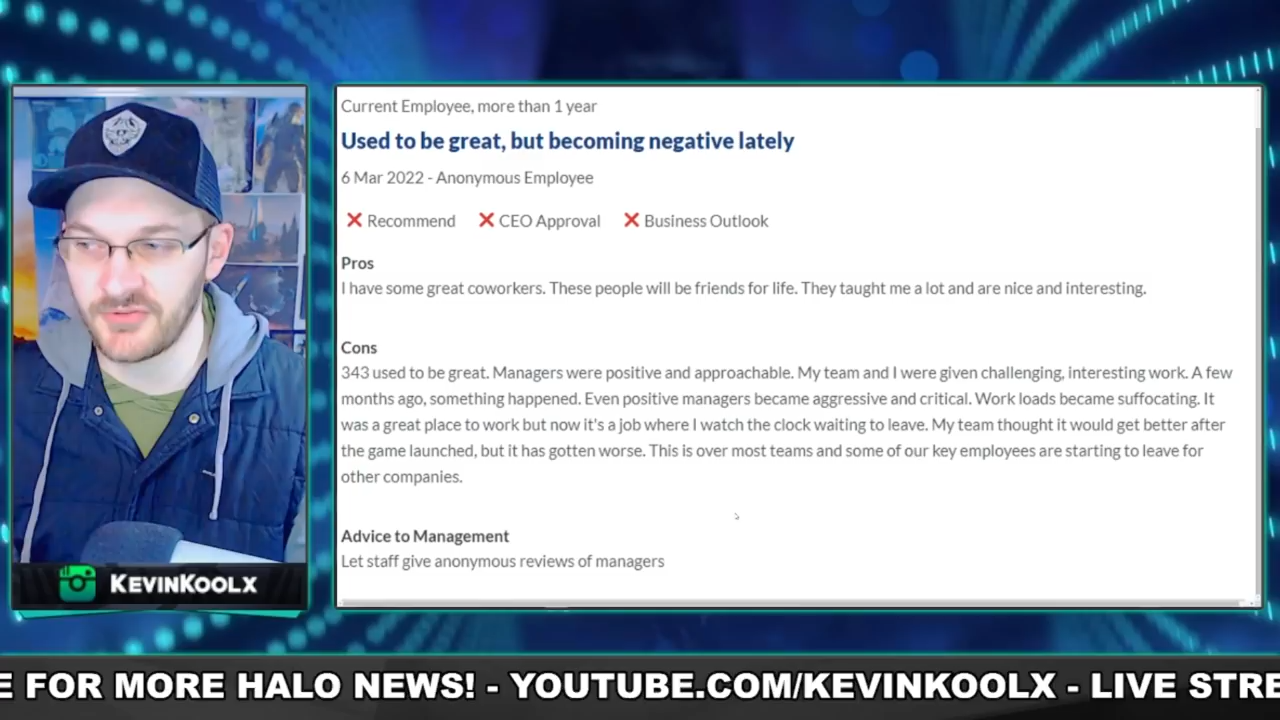 Current Employee, more than 1 year
Used to be great, but becoming negative lately
6 Mar 2022 - Anonymous Employee
Recommend CEO Approval Business Outlook
Pros
I have some great coworkers. These people will be friends for life. They taught me a lot and are nice and interesting.
Cons
343 used to be great. Managers were positive and approachable. My team and I were given challenging, interesting work. A few
months ago, something happened. Even positive managers became aggressive and critical. Work loads became suffocating. It
was a great place to work but now it's a job where I watch the clock waiting to leave. My team thought it would get better after
the game launched, but it has gotten worse. This is over most teams and some of our key employees are starting to leave for
other companies.
Advice to Management
Let staff give anonymous reviews of managers
KEVINKOOLX
E FOR MORE HALO NEWS! - YOUTUBE.COM/KEVINKOOLX - LIVE STRE